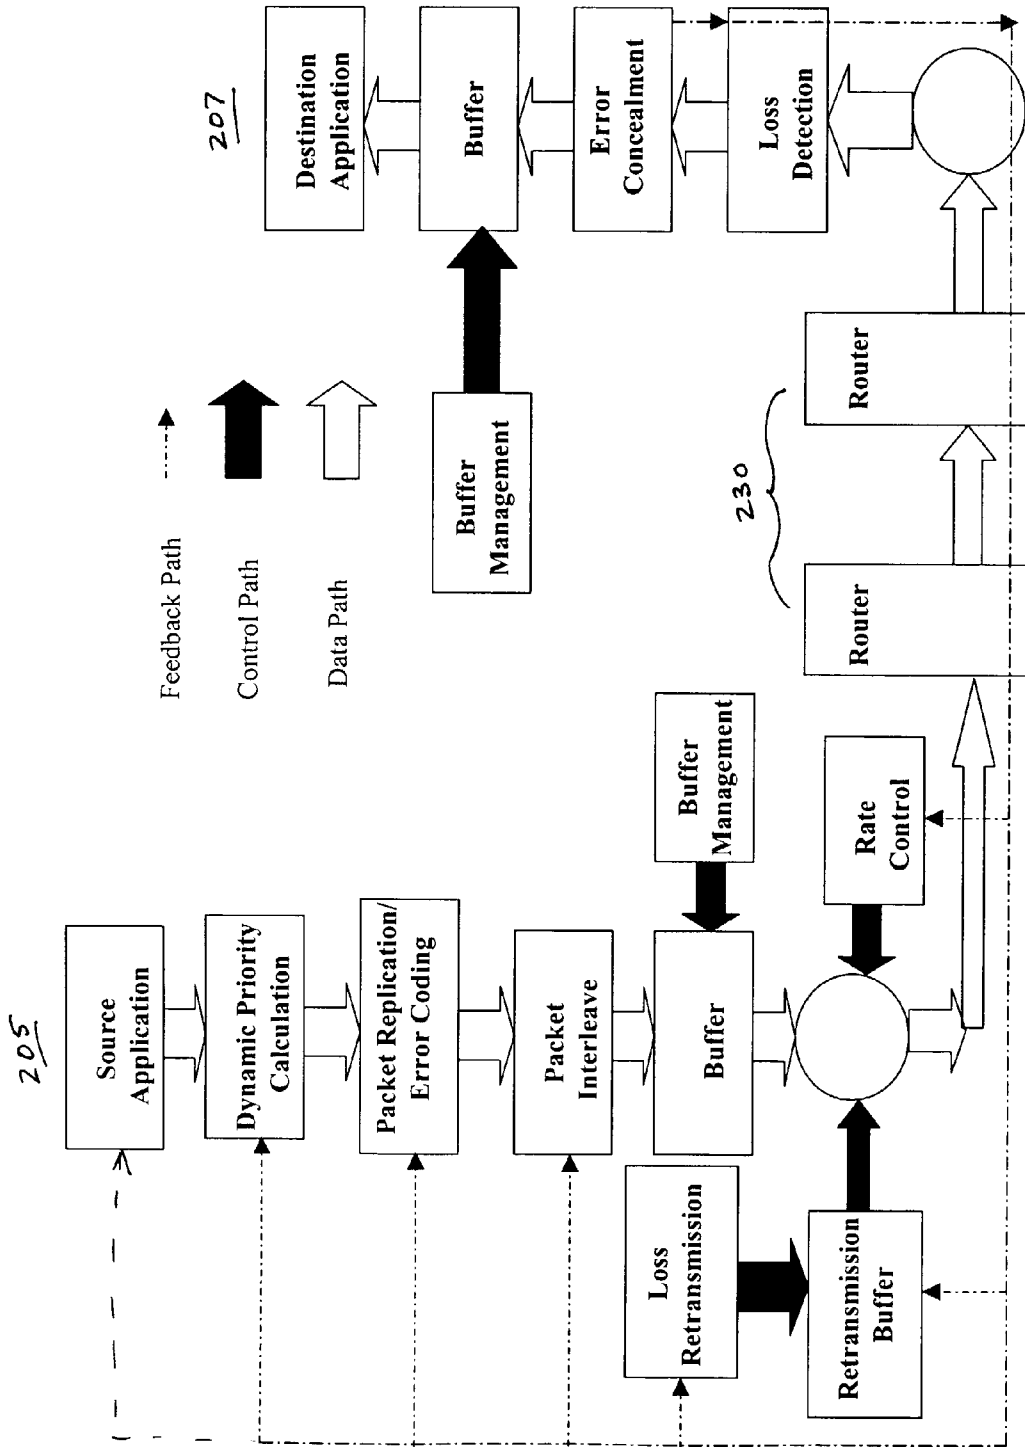 205
Source
Application
Dynamic Priority
Calculation
Packet Replication/
Error Coding
Packet
Interleave
Buffer
Buffer
Management
Loss
Retransmission
Retransmission
Buffer
Rate
Control
Router
Router
230
Feedback Path
Control Path
Data Path
207
Destination
Application
Buffer
Buffer
Management
Error
Concealment
Loss
Detection